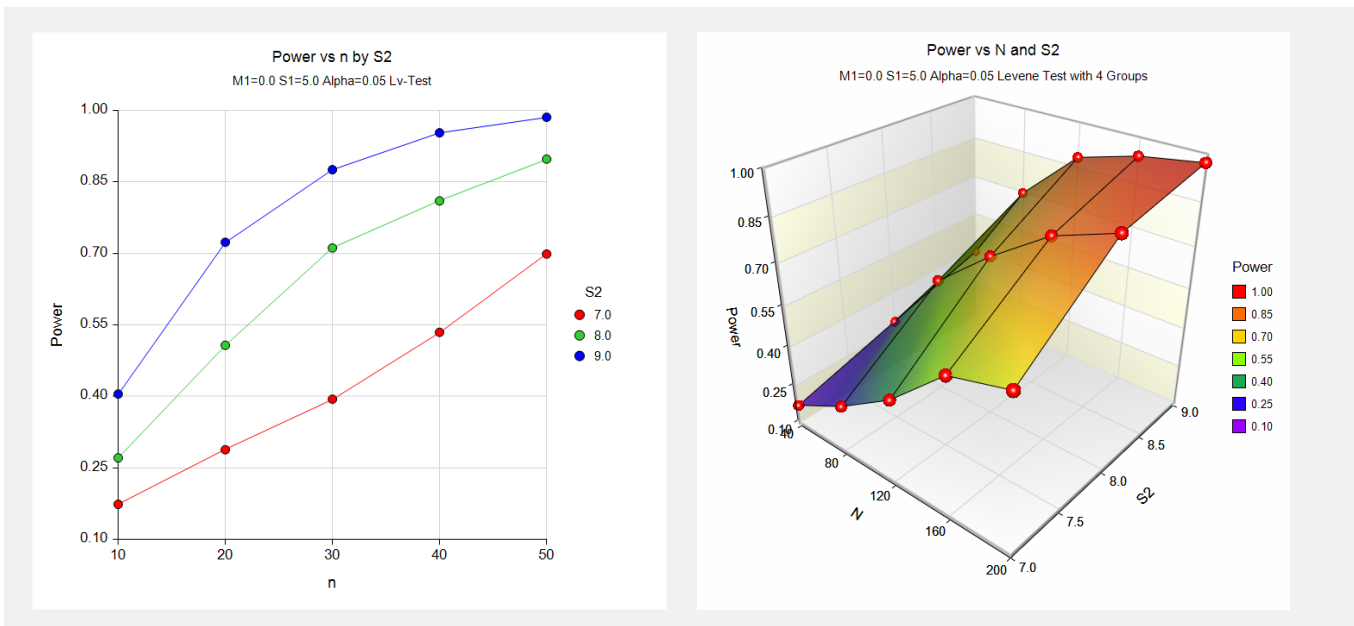 Power vs n by S2
M1=0.0 S1=5.0 Alpha=0.05 Lv-Test
1.00
0.85
0.70
0.55
0.40
0.25
0.10
Power
10 20 30 40 50
n
S2
7.0
8.0
9.0
Power vs N and S2
M1=0.0 S1=5.0 Alpha=0.05 Levene Test with 4 Groups
1.00
0.85
0.70
0.55
0.40
0.25
0.10
Power
40
80
120
160
200
N
7.0
7.5
8.0
8.5
9.0
S2
Power
1.00
0.85
0.70
0.55
0.40
0.25
0.10